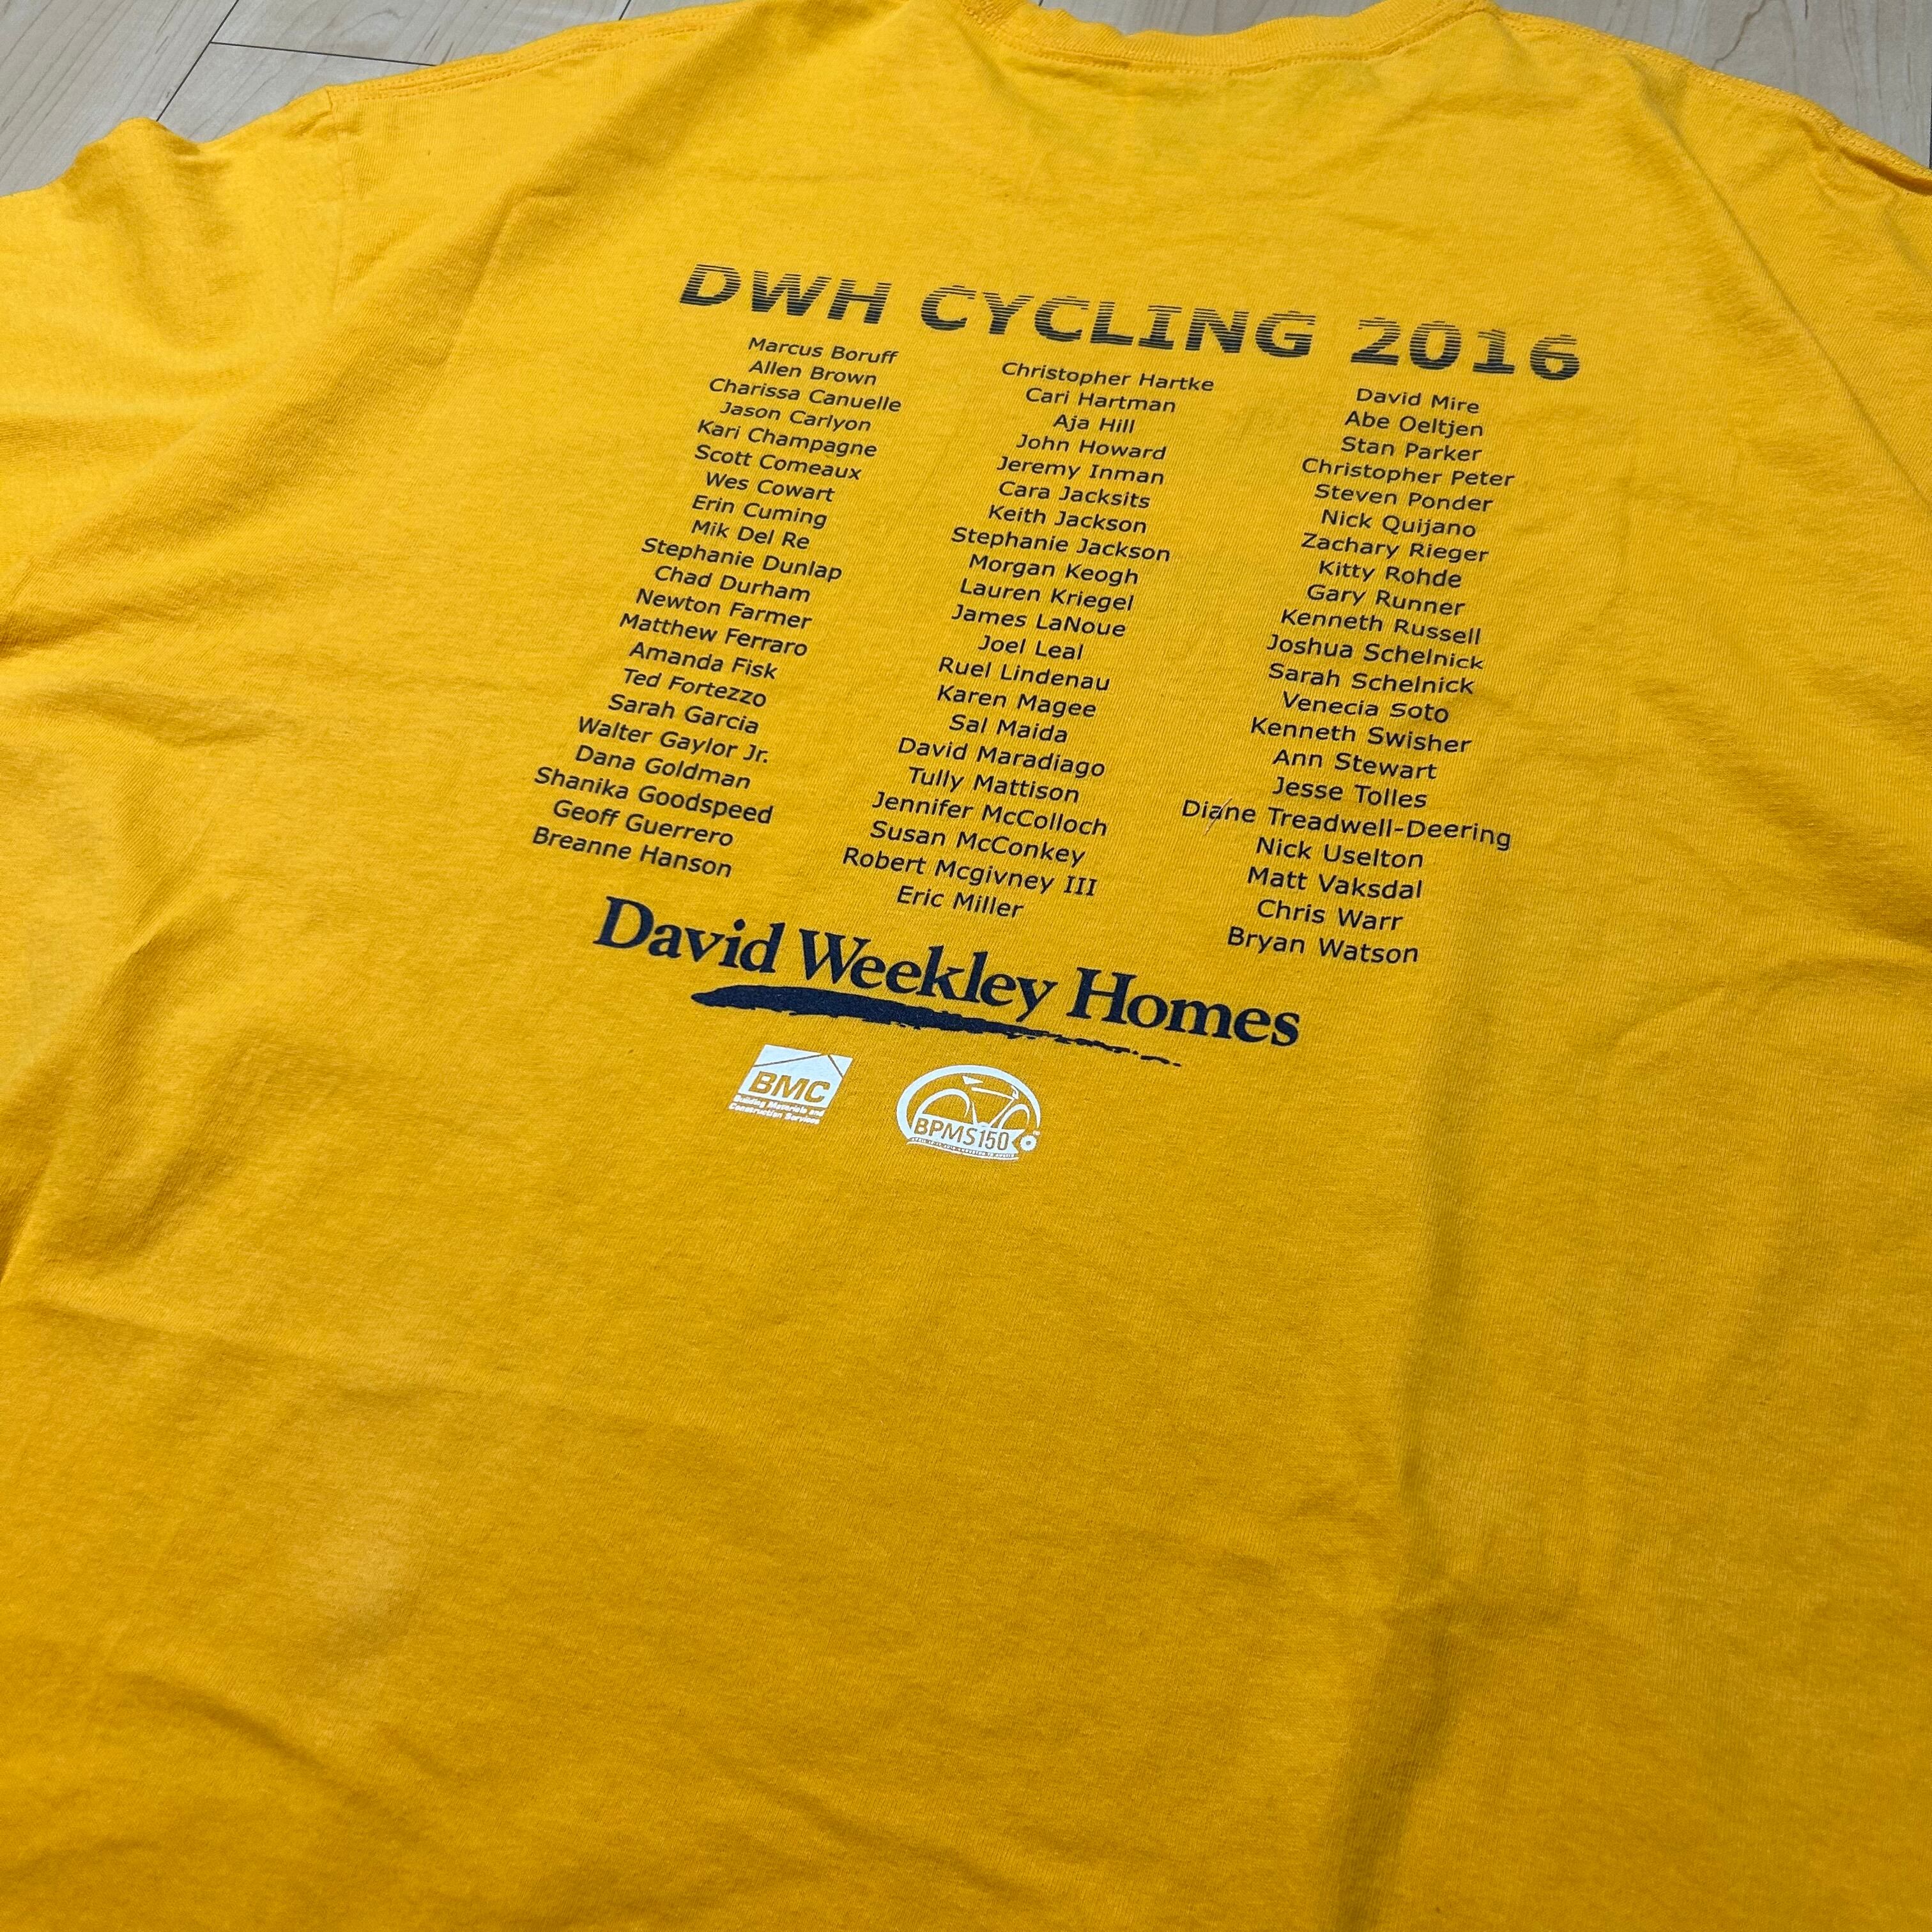 DWH CYCLING 2016
Marcus Boruff
Allen Brown
Charissa Canuelle
Jason Carlyon
Kari Champagne
Scott Comeaux
Wes Cowart
Erin Cuming
Mik Del Re
Stephanie Dunlap
Chad Durham
Newton Farmer
Matthew Ferraro
Amanda Fisk
Ted Fortezzo
Sarah Garcia
Walter Gaylor Jr.
Dana Goldman
Shanika Goodspeed
Geoff Guerrero
Breanne Hanson
Christopher Hartke
Cari Hartman
Aja Hill
John Howard
Jeremy Inman
Cara Jacksits
Keith Jackson
Stephanie Jackson
Morgan Keogh
Lauren Kriegel
James LaNoue
Joel Leal
Ruel Lindenau
Karen Magee
Sal Maida
David Maradiago
Tully Mattison
Jennifer McColloch
Susan McConkey
Robert Mcgivney III
Eric Miller
David Mire
Abe Oeltjen
Stan Parker
Christopher Peter
Steven Ponder
Nick Quijano
Zachary Rieger
Kitty Rohde
Gary Runner
Kenneth Russell
Joshua Schelnick
Sarah Schelnick
Venecia Soto
Kenneth Swisher
Ann Stewart
Jesse Tolles
Diane Treadwell-Deering
Nick Uselton
Matt Vaksdal
Chris Warr
Bryan Watson
David Weekley Homes
BMC
Building Materials and
Construction Services
BPMS150